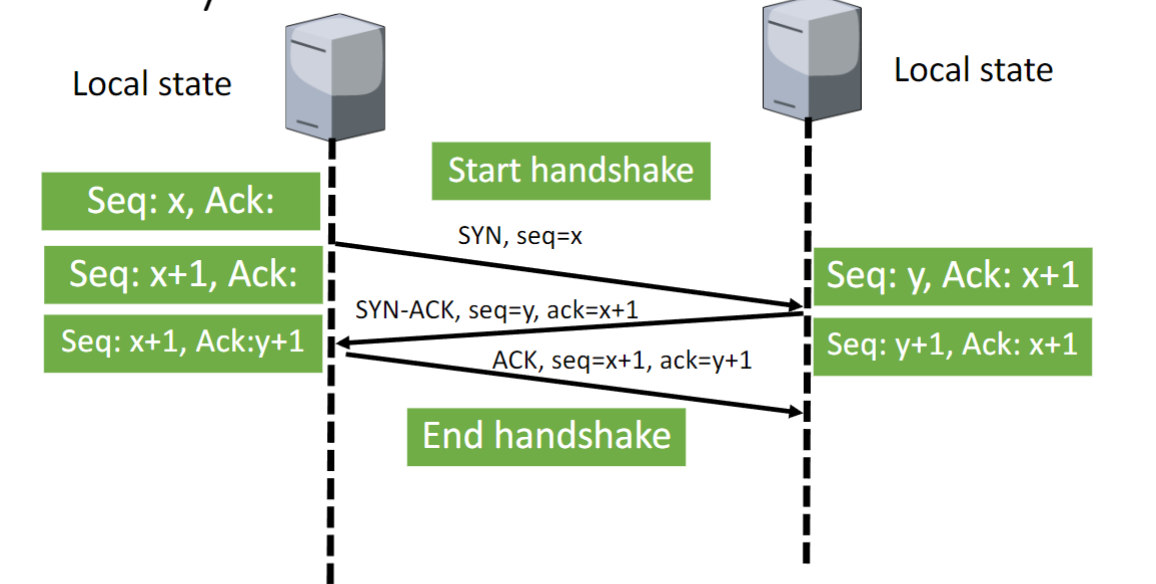 Local state
Local state
Start handshake
Seq: x, Ack:
SYN, seq=x
Seq: x+1, Ack:
Seq: y, Ack: x+1
SYN-ACK, seq=y, ack=x+1
Seq: x+1, Ack:y+1
Seq: y+1, Ack: x+1
ACK, seq=x+1, ack=y+1
End handshake